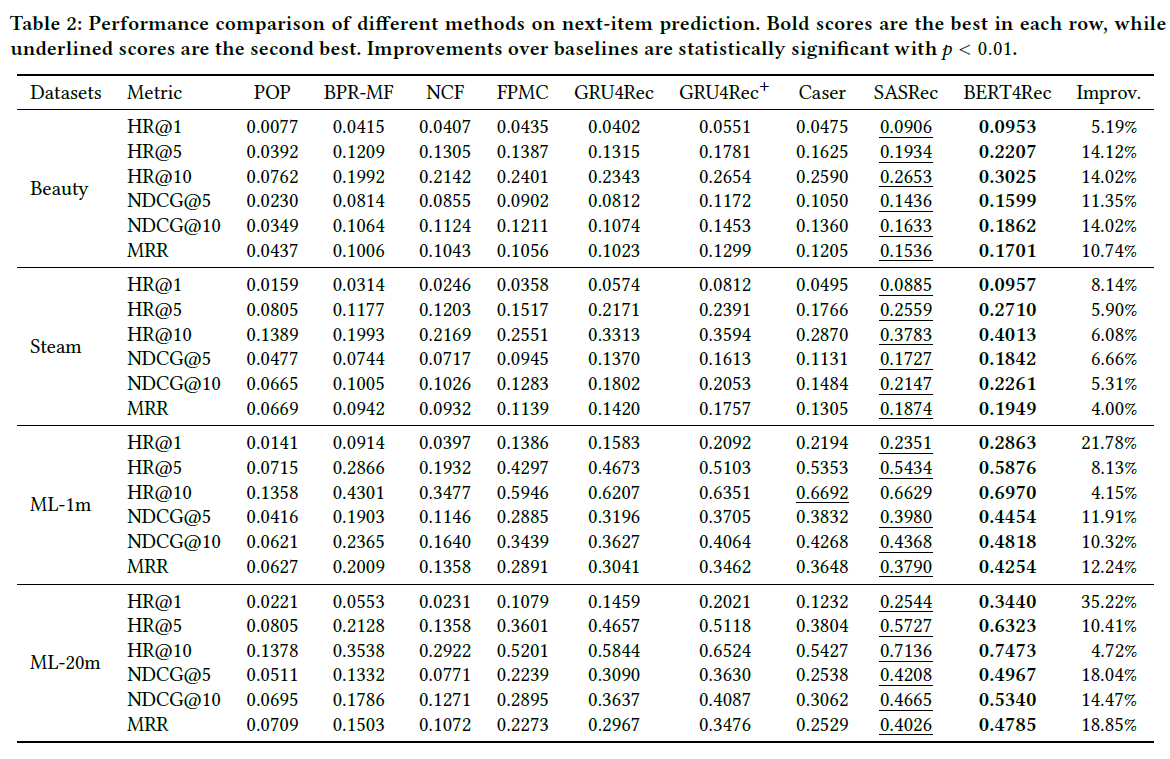 Table 2: Performance comparison of different methods on next-item prediction. Bold scores are the best in each row, while
underlined scores are the second best. Improvements over baselines are statistically significant with p < 0.01.
Datasets Metric POP BPR-MF NCF FPMC GRU4Rec GRU4Rec+ Caser SASRec BERT4Rec Improv.
HR@1 0.0077 0.0415 0.0407 0.0435 0.0402 0.0551 0.0475 0.0906 0.0953 5.19%
HR@5 0.0392 0.1209 0.1305 0.1387 0.1315 0.1781 0.1625 0.1934 0.2207 14.12%
HR@10 0.0762 0.1992 0.2142 0.2401 0.2343 0.2654 0.2590 0.2653 0.3025 14.02%
Beauty
NDCG@5 0.0230 0.0814 0.0855 0.0902 0.0812 0.1172 0.1050 0.1436 0.1599 11.35%
NDCG@10 0.0349 0.1064 0.1124 0.1211 0.1074 0.1453 0.1360 0.1633 0.1862 14.02%
MRR 0.0437 0.1006 0.1043 0.1056 0.1023 0.1299 0.1205 0.1536 0.1701 10.74%
HR@1 0.0159 0.0314 0.0246 0.0358 0.0574 0.0812 0.0495 0.0885 0.0957 8.14%
HR@5 0.0805 0.1177 0.1203 0.1517 0.2171 0.2391 0.1766 0.2559 0.2710 5.90%
HR@10 0.1389 0.1993 0.2169 0.2551 0.3313 0.3594 0.2870 0.3783 0.4013 6.08%
Steam
NDCG@5 0.0477 0.0744 0.0717 0.0945 0.1370 0.1613 0.1131 0.1727 0.1842 6.66%
NDCG@10 0.0665 0.1005 0.1026 0.1283 0.1802 0.2053 0.1484 0.2147 0.2261 5.31%
MRR 0.0669 0.0942 0.0932 0.1139 0.1420 0.1757 0.1305 0.1874 0.1949 4.00%
HR@1 0.0141 0.0914 0.0397 0.1386 0.1583 0.2092 0.2194 0.2351 0.2863 21.78%
HR@5 0.0715 0.2866 0.1932 0.4297 0.4673 0.5103 0.5353 0.5434 0.5876 8.13%
HR@10 0.1358 0.4301 0.3477 0.5946 0.6207 0.6351 0.6692 0.6629 0.6970 4.15%
ML-1m
NDCG@5 0.0416 0.1903 0.1146 0.2885 0.3196 0.3705 0.3832 0.3980 0.4454 11.91%
NDCG@10 0.0621 0.2365 0.1640 0.3439 0.3627 0.4064 0.4268 0.4368 0.4818 10.32%
MRR 0.0627 0.2009 0.1358 0.2891 0.3041 0.3462 0.3648 0.3790 0.4254 12.24%
HR@1 0.0221 0.0553 0.0231 0.1079 0.1459 0.2021 0.1232 0.2544 0.3440 35.22%
HR@5 0.0805 0.2128 0.1358 0.3601 0.4657 0.5118 0.3804 0.5727 0.6323 10.41%
HR@10 0.1378 0.3538 0.2922 0.5201 0.5844 0.6524 0.5427 0.7136 0.7473 4.72%
ML-20m
NDCG@5 0.0511 0.1332 0.0771 0.2239 0.3090 0.3630 0.2538 0.4208 0.4967 18.04%
NDCG@10 0.0695 0.1786 0.1271 0.2895 0.3637 0.4087 0.3062 0.4665 0.5340 14.47%
MRR 0.0709 0.1503 0.1072 0.2273 0.2967 0.3476 0.2529 0.4026 0.4785 18.85%